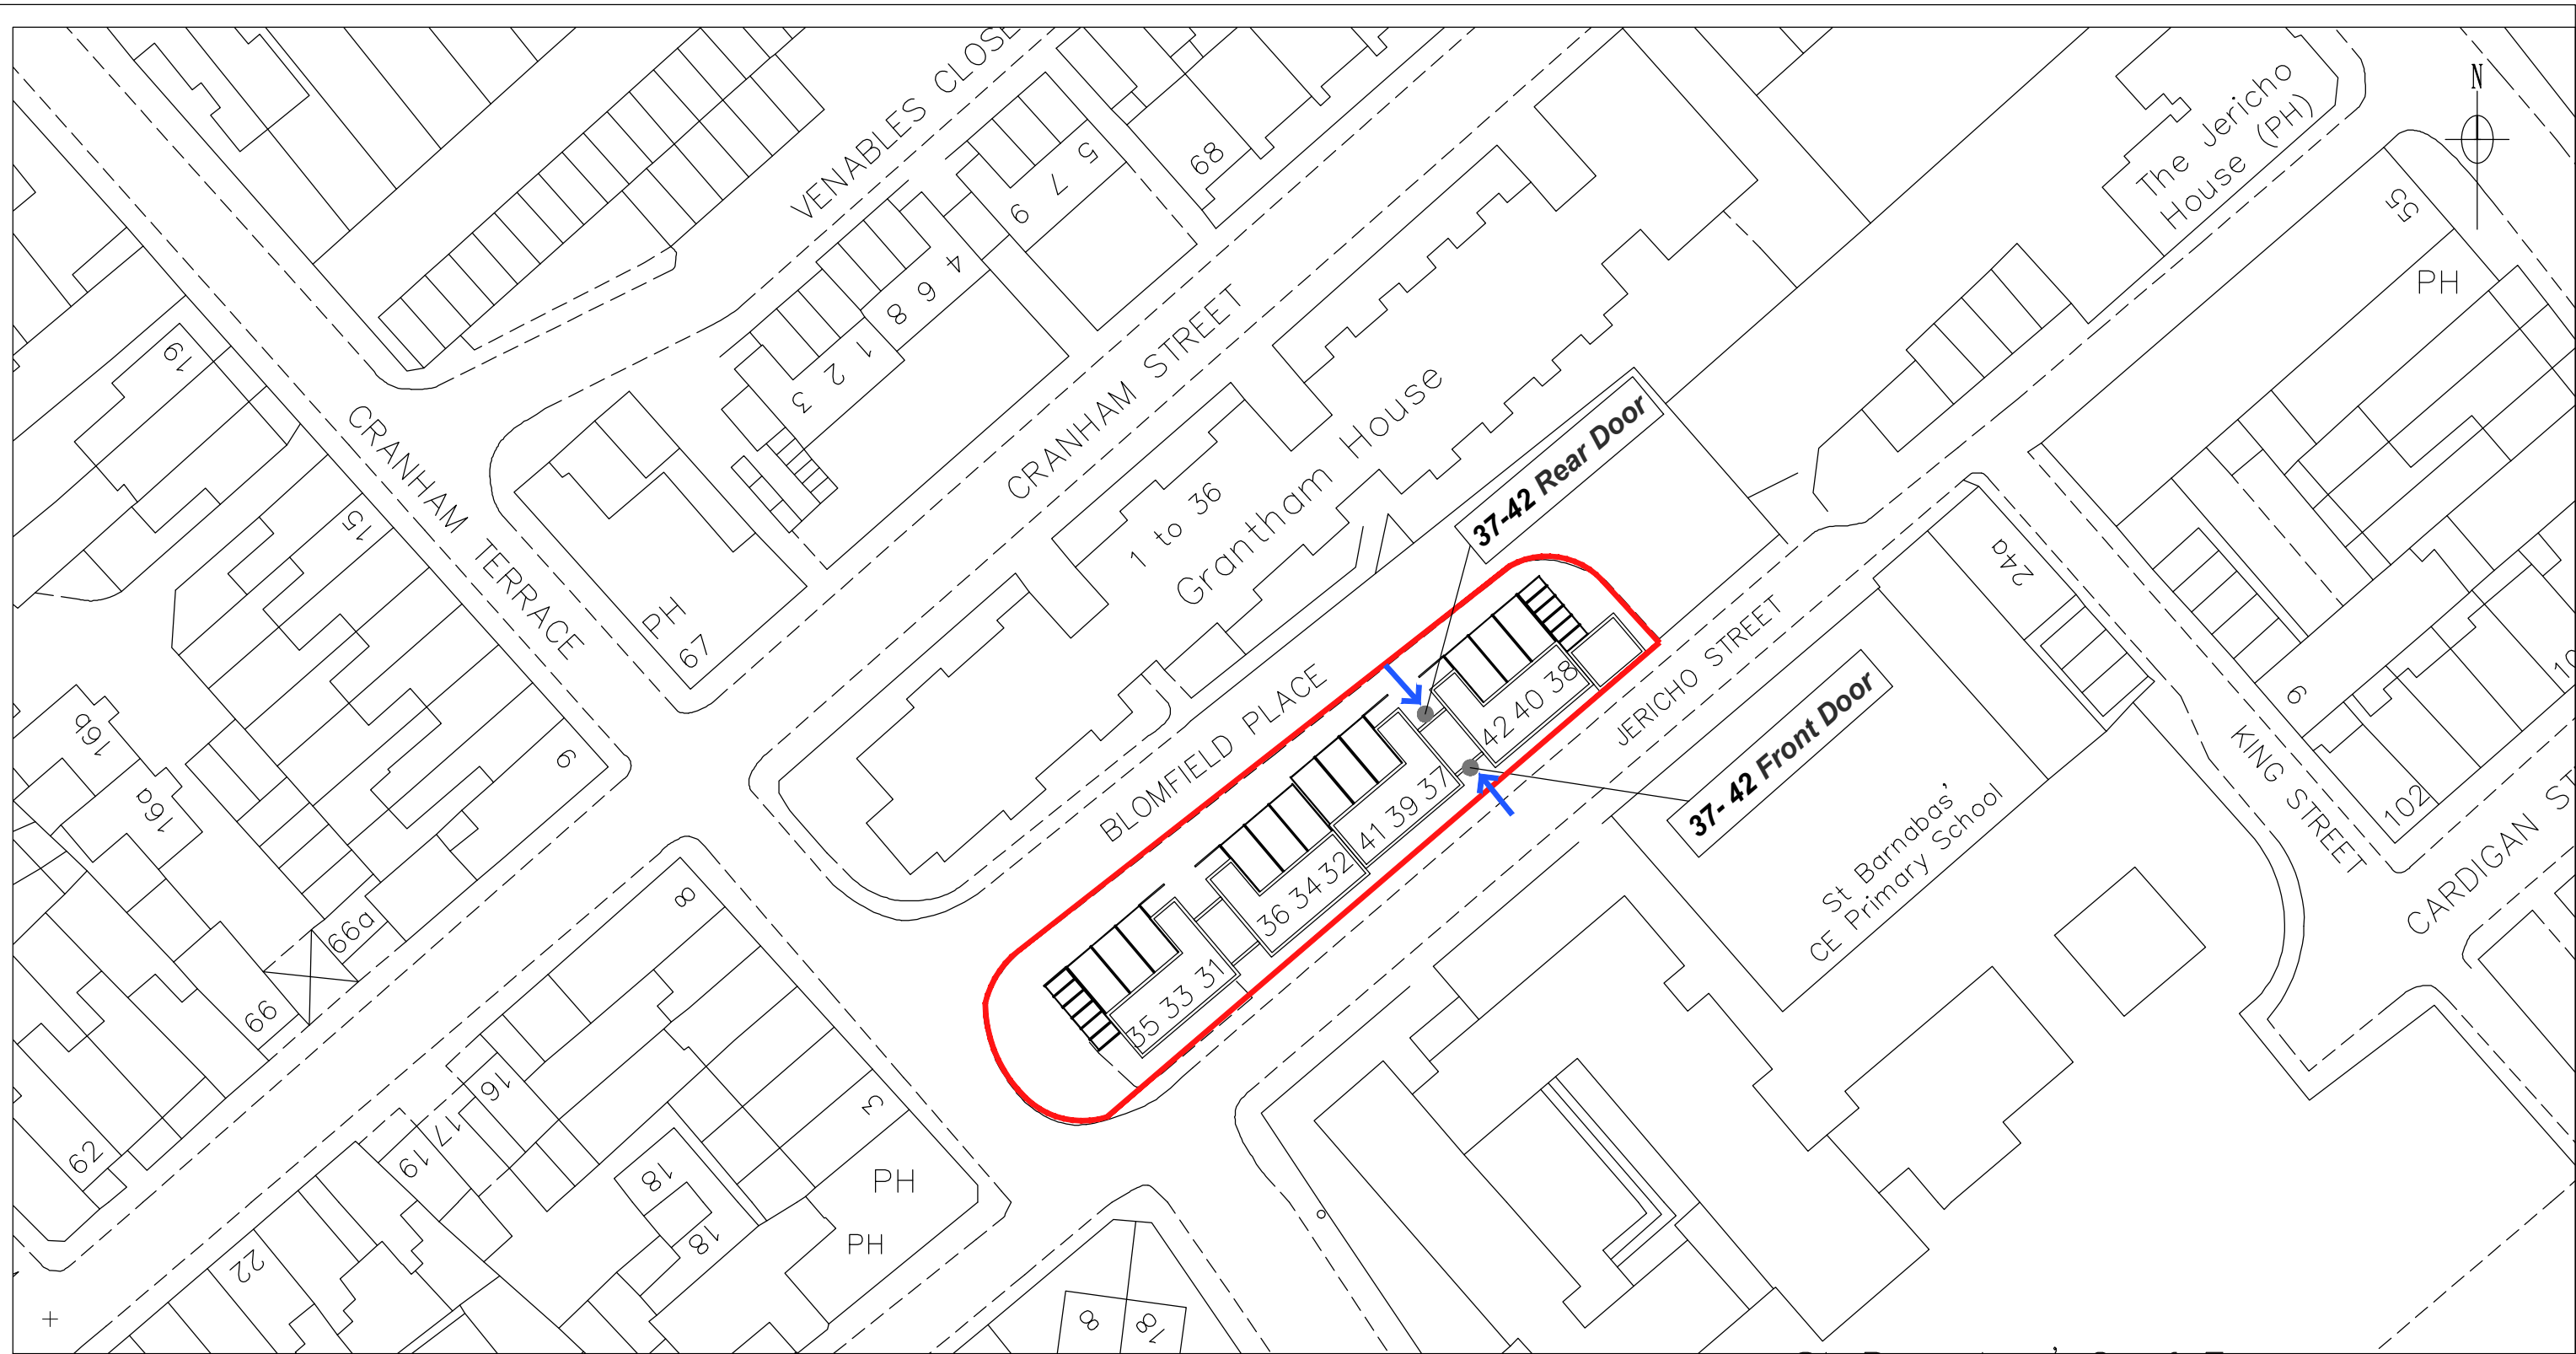 VENABLES CLOSE
N
The Jericho
House (PH)
55
PH
5
7
9
68
4
6
8
1
2
3
19
CRANHAM STREET
CRANHAM TERRACE
15
1 to 36
Grantham House
37-42 Rear Door
24a
PH
67
BLOMFIELD PLACE
JERICHO STREET
42 40 38
41 39 37
37- 42 Front Door
36 34 32
35 33 31
St Barnabas'
CE Primary School
KING STREET
9
102
CARDIGAN ST
16b
16a
9
8
66a
66
62
16
17
19
3
18
18
PH
PH
22
8
18